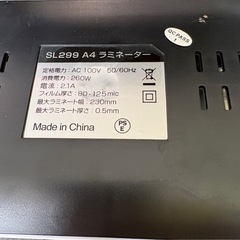 QC PASS
1
SL299 A4 ラミネーター
定格電力：AC 100V 50/60Hz
消費電力：260W
電流：2.1A
フィルム厚さ：80-125mic
最大ラミネート幅：230mm
最大ラミネート厚さ：0.5mm
Made in China
PS
E